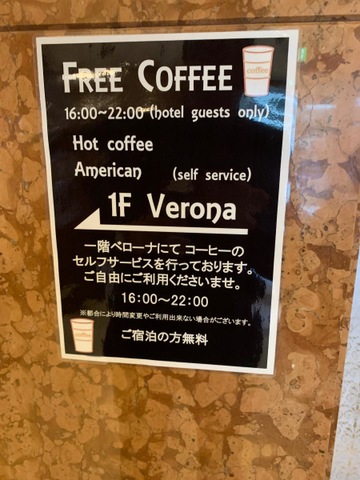 FREE COFFEE
coffee
16:00~22:00 (hotel guests only)
Hot coffee
American (self service)
1F Verona
一階ベローナにて コーヒーの
セルフサービスを行っております。
ご自由にご利用くださいませ。
16:00~22:00
※都合により時間変更やご利用出来ない場合がございます。
ご宿泊の方無料